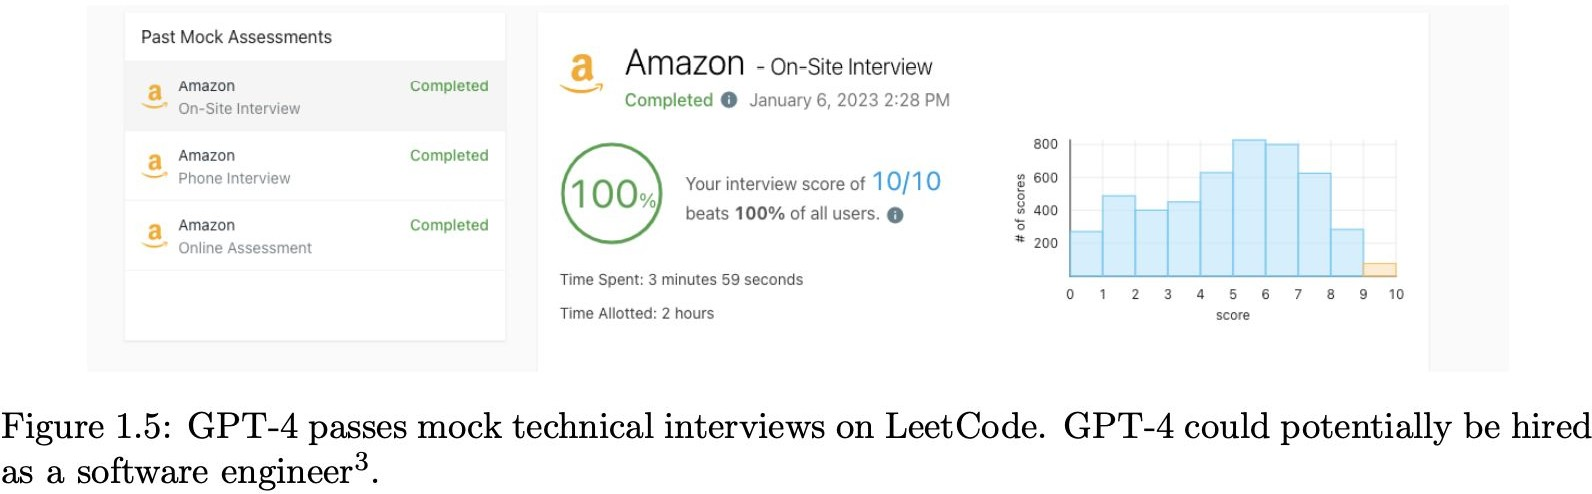 Past Mock Assessments
Amazon Completed
On-Site Interview
Amazon Completed
Phone Interview
Amazon Completed
Online Assessment
Amazon - On-Site Interview
Completed January 6, 2023 2:28 PM
100%
Your interview score of 10/10
beats 100% of all users.
Time Spent: 3 minutes 59 seconds
Time Allotted: 2 hours
# of scores
800
600
400
200
0 1 2 3 4 5 6 7 8 9 10
score
Figure 1.5: GPT-4 passes mock technical interviews on LeetCode. GPT-4 could potentially be hired
as a software engineer³.